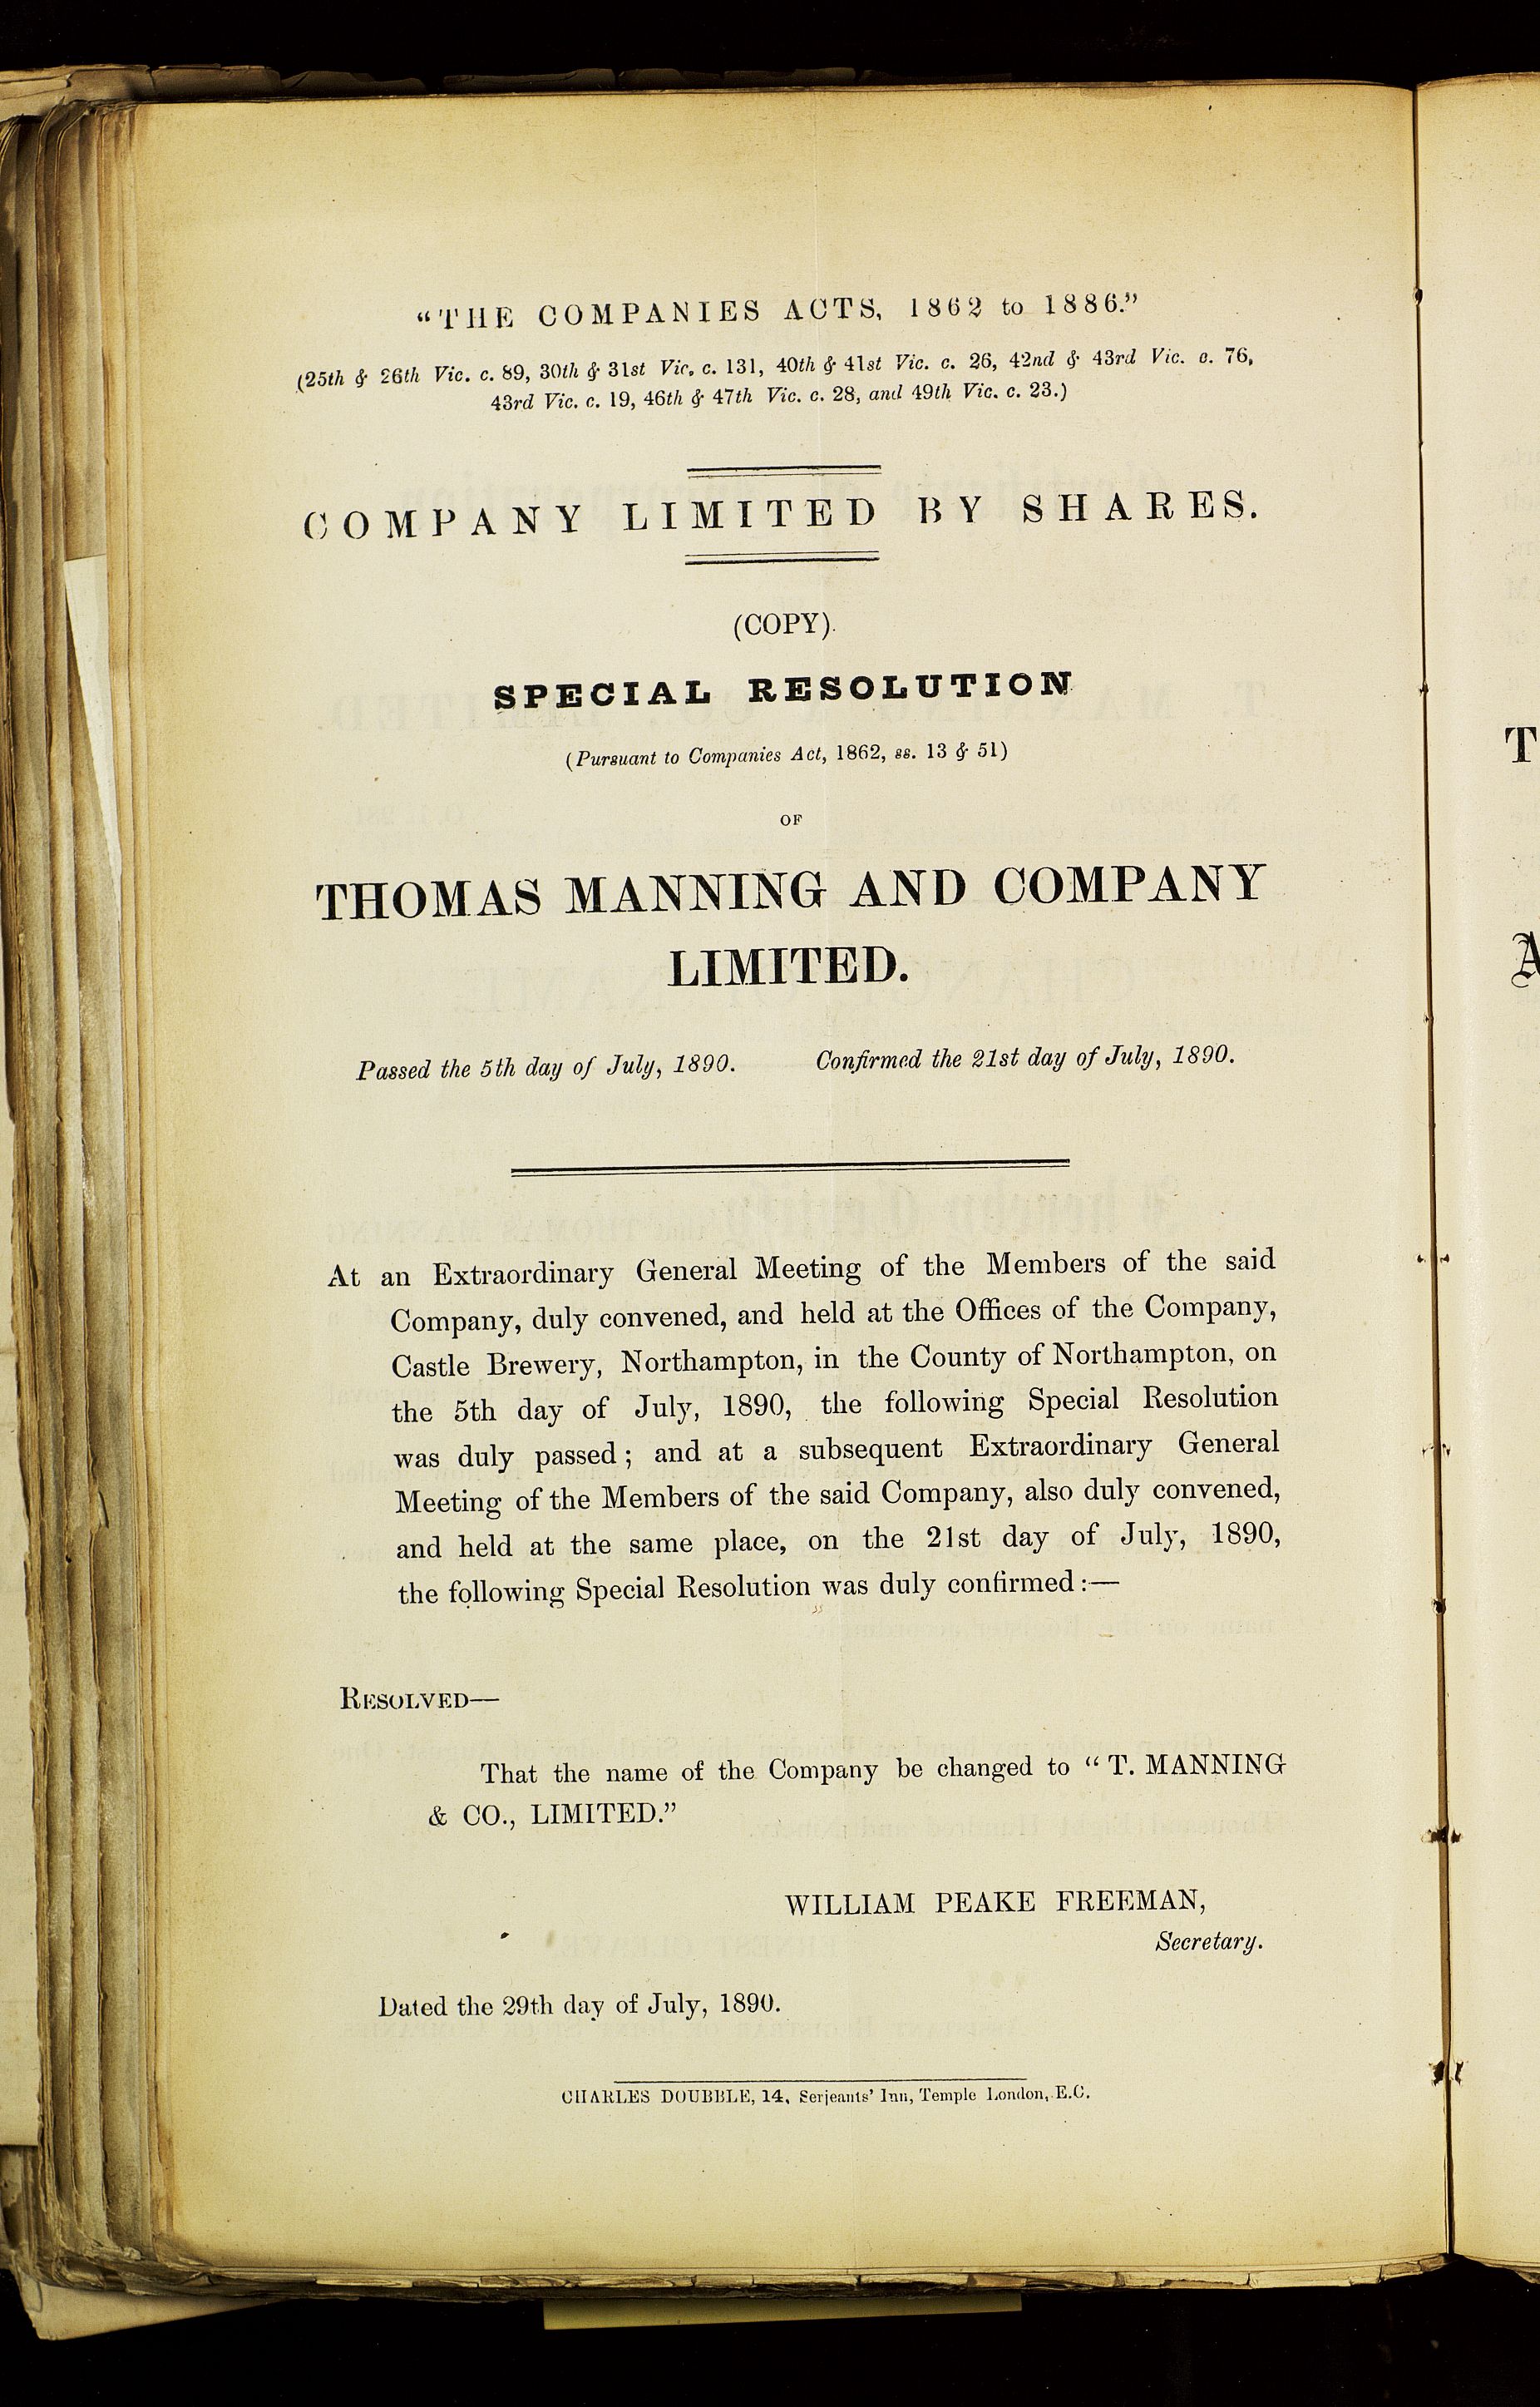 “THE COMPANIES ACTS, 1862 to 1886.”
(25th & 26th Vic. c. 89, 30th & 31st Vic. c. 131, 40th & 41st Vic. c. 26, 42nd & 43rd Vic. c. 76,
43rd Vic. c. 19, 46th & 47th Vic. c. 28, and 49th Vic. c. 23.)
COMPANY LIMITED BY SHARES.
(COPY).
SPECIAL RESOLUTION
(Pursuant to Companies Act, 1862, ss. 13 & 51)
OF
THOMAS MANNING AND COMPANY
LIMITED.
Passed the 5th day of July, 1890. Confirmed the 21st day of July, 1890.
At an Extraordinary General Meeting of the Members of the said
Company, duly convened, and held at the Offices of the Company,
Castle Brewery, Northampton, in the County of Northampton, on
the 5th day of July, 1890, the following Special Resolution
was duly passed; and at a subsequent Extraordinary General
Meeting of the Members of the said Company, also duly convened,
and held at the same place, on the 21st day of July, 1890,
the following Special Resolution was duly confirmed:—
RESOLVED—
That the name of the Company be changed to “T. MANNING
& CO., LIMITED.”
WILLIAM PEAKE FREEMAN,
Secretary.
Dated the 29th day of July, 1890.
CHARLES DOUBBLE, 14, Serjeants’ Inn, Temple London, E.C.
T
A